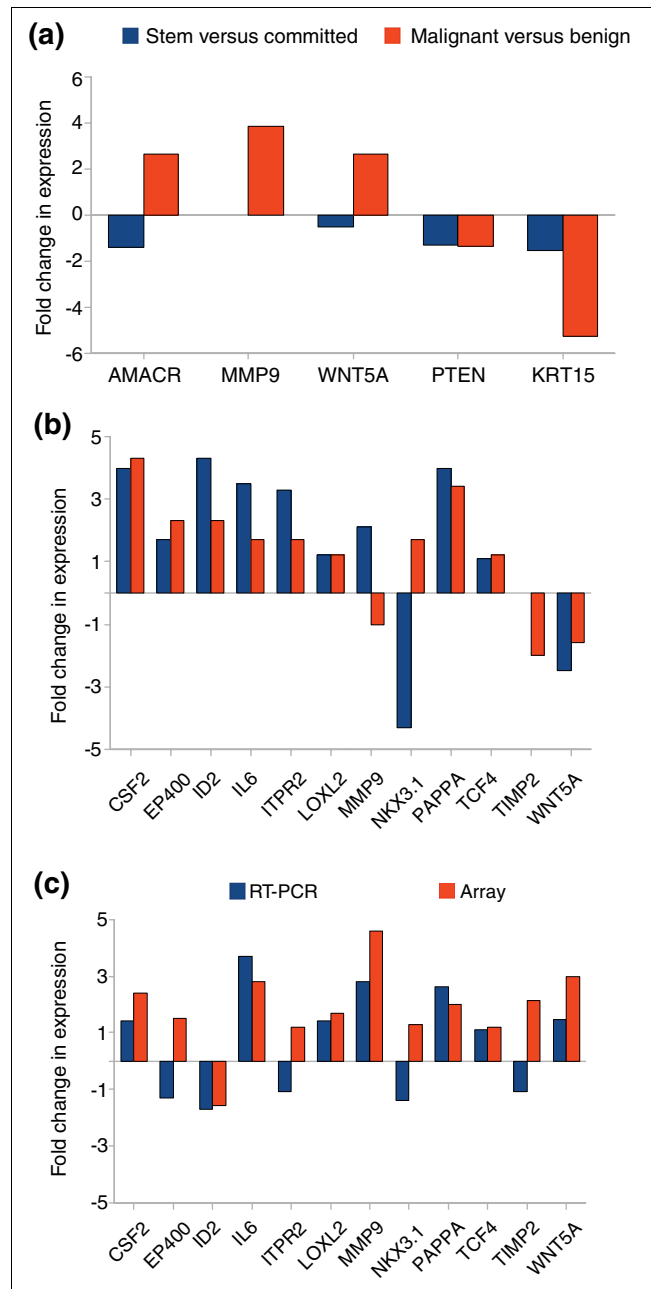 (a)
Stem versus committed Malignant versus benign
Fold change in expression
6
4
2
0
-2
-4
-6
AMACR MMP9 WNT5A PTEN KRT15
(b)
Fold change in expression
5
3
1
-1
-3
-5
CSF2 EP400 ID2 IL6 ITPR2 LOXL2 MMP9 NKX3.1 PAPPA TCF4 TIMP2 WNT5A
(c)
RT-PCR Array
Fold change in expression
5
3
1
-1
-3
-5
CSF2 EP400 ID2 IL6 ITPR2 LOXL2 MMP9 NKX3.1 PAPPA TCF4 TIMP2 WNT5A